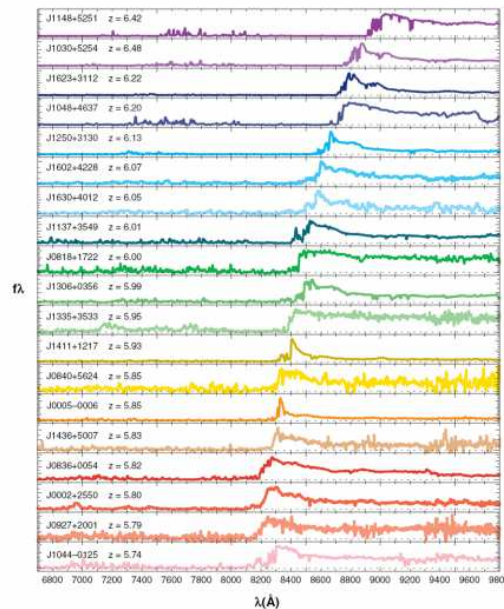 J1148+5251 z = 6.42
J1030+5254 z = 6.48
J1623+3112 z = 6.22
J1048+4637 z = 6.20
J1250+3130 z = 6.13
J1602+4228 z = 6.07
J1630+4012 z = 6.05
J1137+3549 z = 6.01
J0818+1722 z = 6.00
fλ
J1306+0356 z = 5.99
J1335+3533 z = 5.95
J1411+1217 z = 5.93
J0840+5624 z = 5.85
J0005–0006 z = 5.85
J1436+5007 z = 5.83
J0836+0054 z = 5.82
J0002+2550 z = 5.80
J0927+2001 z = 5.79
J1044–0125 z = 5.74
6800 7000 7200 7400 7600 7800 8000 8200 8400 8600 8800 9000 9200 9400 9600 980
λ(Å)